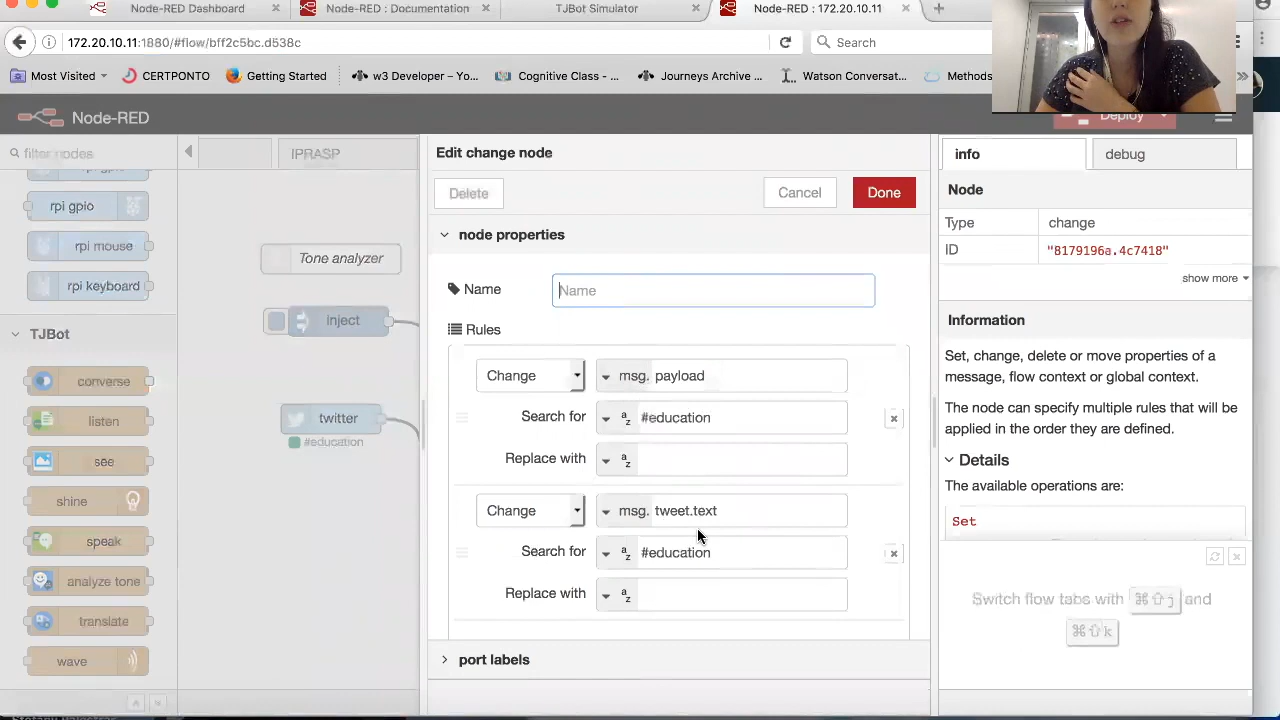 Node-RED Dashboard
Node-RED : Documentation
TJBot Simulator
Node-RED : 172.20.10.11
172.20.10.11:1880/#flow/bff2c5bc.d538c
Search
Most Visited
CERTPONTO
Getting Started
w3 Developer – Yo...
Cognitive Class – ...
Journeys Archive ...
Watson Conversat...
Methods
Node-RED
Deploy
filter nodes
IPRASP
Edit change node
info
debug
Delete
Cancel
Done
Node
rpi gpio
node properties
Type
change
rpi mouse
Tone analyzer
ID
"8179196a.4c7418"
rpi keyboard
Name
Name
show more
inject
Rules
Information
TJBot
Change
msg. payload
Set, change, delete or move properties of a
message, flow context or global context.
converse
Search for
#education
The node can specify multiple rules that will be
applied in the order they are defined.
listen
twitter
#education
Replace with
Details
see
The available operations are:
shine
Change
msg. tweet.text
Set
speak
Search for
#education
analyze tone
Replace with
Switch flow tabs with ⌘⇧j and
⌘⇧k
translate
wave
port labels